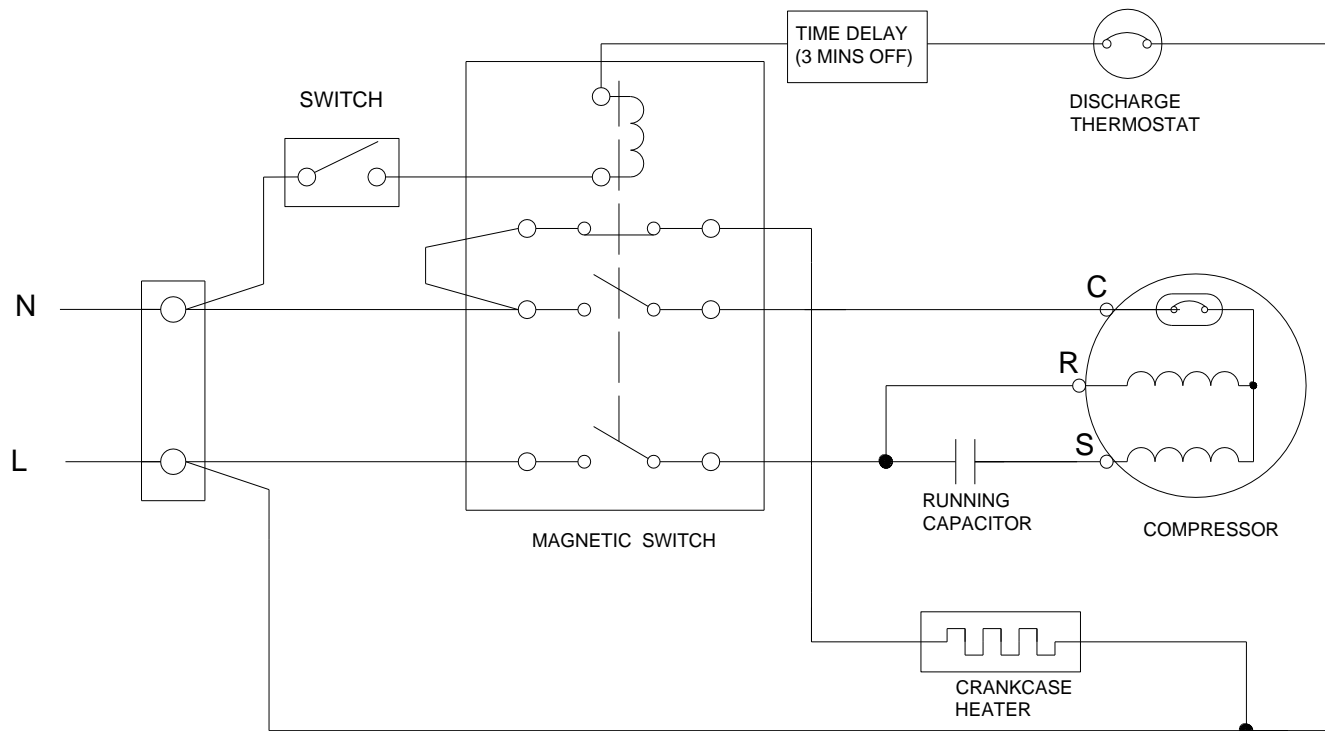 TIME DELAY
(3 MINS OFF)
DISCHARGE
THERMOSTAT
SWITCH
N
C
R
L
S
RUNNING
CAPACITOR
COMPRESSOR
MAGNETIC SWITCH
CRANKCASE
HEATER